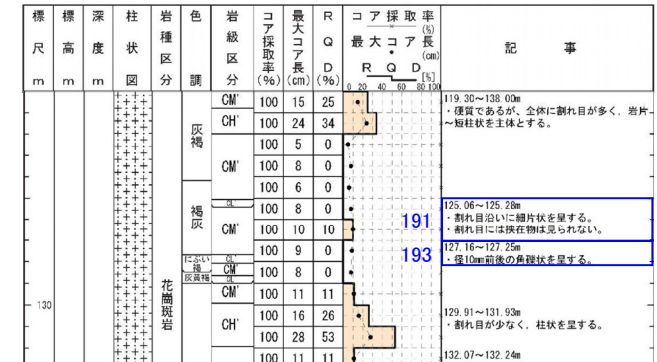 標尺m 標高m 深度m 柱状図 岩種区分 色調 岩級区分 コア採取率(%) 最大コア長(cm) RQD(%) コア採取率(%) 最大コア長(cm) RQD[%] 記事
0 20 40 60 80 100
CM' 100 15 25
119.30～138.00m
・硬質であるが、全体に割れ目が多く、岩片
～短柱状を主体とする。
灰褐 CH' 100 24 34
100 5 0
CM' 100 8 0
100 6 0
褐灰 CL' 100 8 0
125.06～125.28m
・割れ目沿いに細片状を呈する。
・割れ目には挟在物は見られない。
191
CM' 100 10 10
193
127.16～127.25m
・径10mm前後の角礫状を呈する。
100 9 0
にぶい褐 CL'
CM' 100 8 0
灰黄褐 CL'
花崗斑岩
CM' 100 11 11
130
CH' 100 16 26
129.91～131.93m
・割れ目が少なく、柱状を呈する。
100 28 53
100 11 11
132.07～132.24m